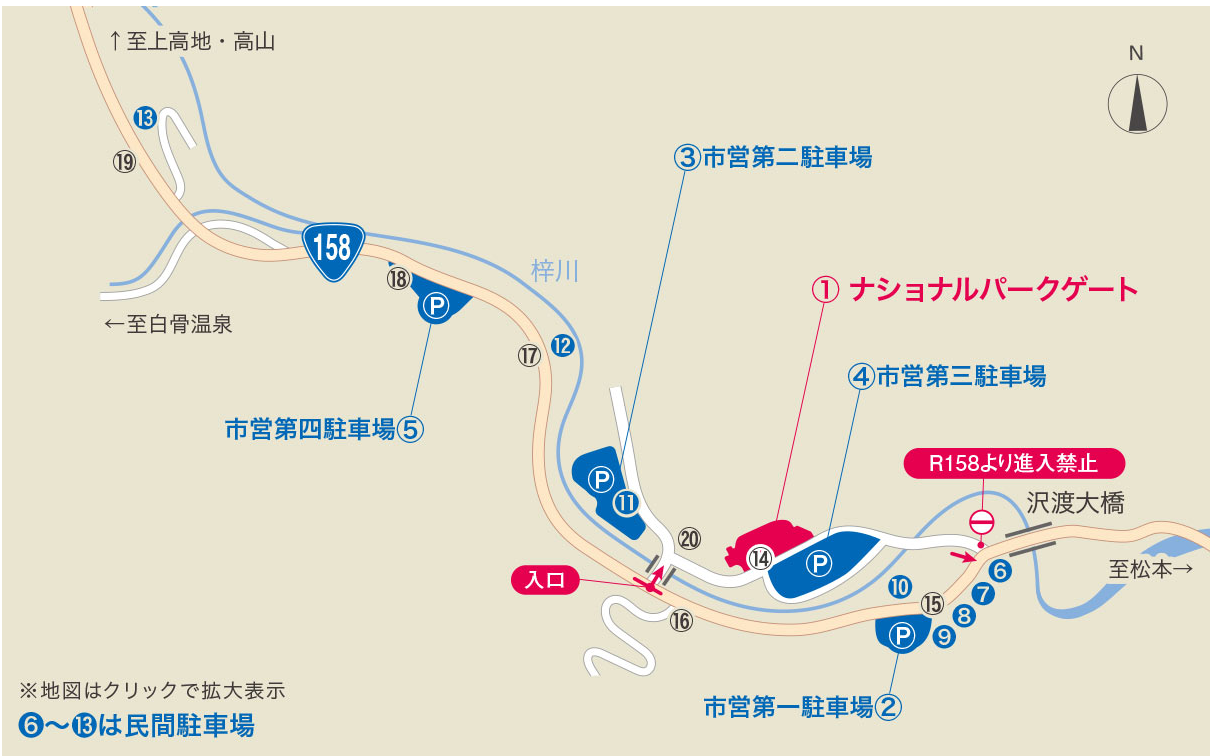 ↑至上高地・高山
N
⑬
⑲
③市営第二駐車場
158
梓川
⑱
P
① ナショナルパークゲート
←至白骨温泉
⑰
⑫
④市営第三駐車場
市営第四駐車場⑤
R158より進入禁止
P
⑪
沢渡大橋
⑳
⑭
P
至松本→
入口
⑥
⑩
⑦
⑮
⑧
⑯
P
⑨
※地図はクリックで拡大表示
市営第一駐車場②
⑥〜⑬は民間駐車場